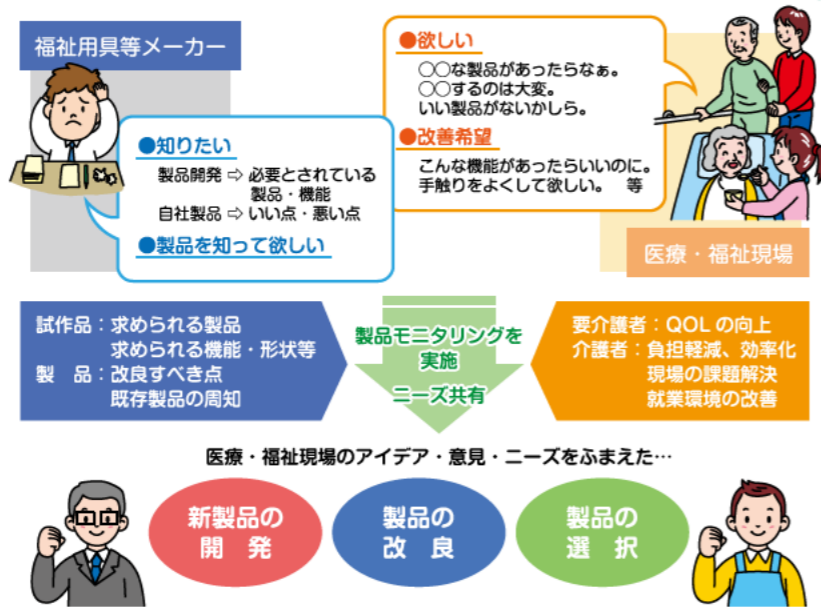 福祉用具等メーカー
●知りたい
製品開発 ⇨ 必要とされている
製品・機能
自社製品 ⇨ いい点・悪い点
●製品を知って欲しい
●欲しい
○○な製品があったらなぁ。
○○するのは大変。
いい製品がないかしら。
●改善希望
こんな機能があったらいいのに。
手触りをよくして欲しい。 等
医療・福祉現場
試作品：求められる製品
求められる機能・形状等
製　品：改良すべき点
既存製品の周知
製品モニタリングを
実施
ニーズ共有
要介護者：QOLの向上
介護者：負担軽減、効率化
現場の課題解決
就業環境の改善
医療・福祉現場のアイデア・意見・ニーズをふまえた…
新製品の
開　発
製品の
改　良
製品の
選　択